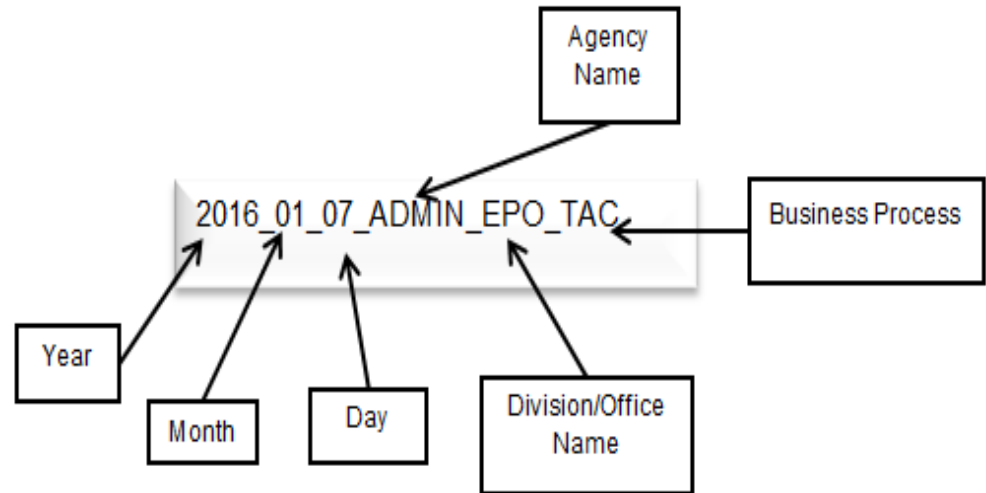 Agency
Name
2016_01_07_ADMIN_EPO_TAC
Business Process
Year
Month
Day
Division/Office
Name